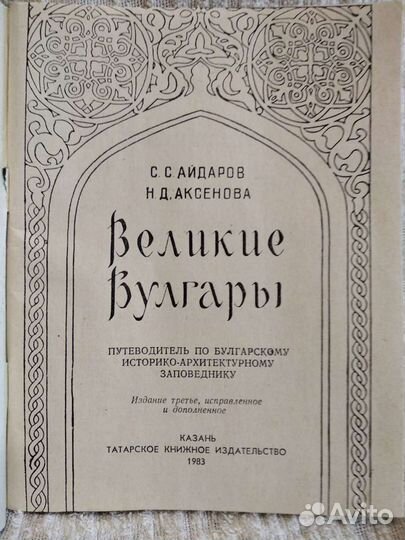 С. С АЙДАРОВ
Н. Д. АКСЕНОВА
Великие
Булгары
ПУТЕВОДИТЕЛЬ ПО БУЛГАРСКОМУ
ИСТОРИКО-АРХИТЕКТУРНОМУ
ЗАПОВЕДНИКУ
Издание третье, исправленное
и дополненное
КАЗАНЬ
ТАТАРСКОЕ КНИЖНОЕ ИЗДАТЕЛЬСТВО
1983
Avito